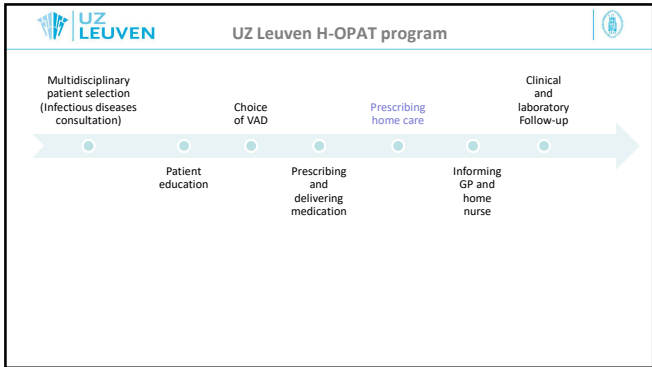 UZ
LEUVEN
UZ Leuven H-OPAT program
Multidisciplinary
patient selection
(Infectious diseases
consultation)
Patient
education
Choice
of VAD
Prescribing
and
delivering
medication
Prescribing
home care
Informing
GP and
home
nurse
Clinical
and
laboratory
Follow-up